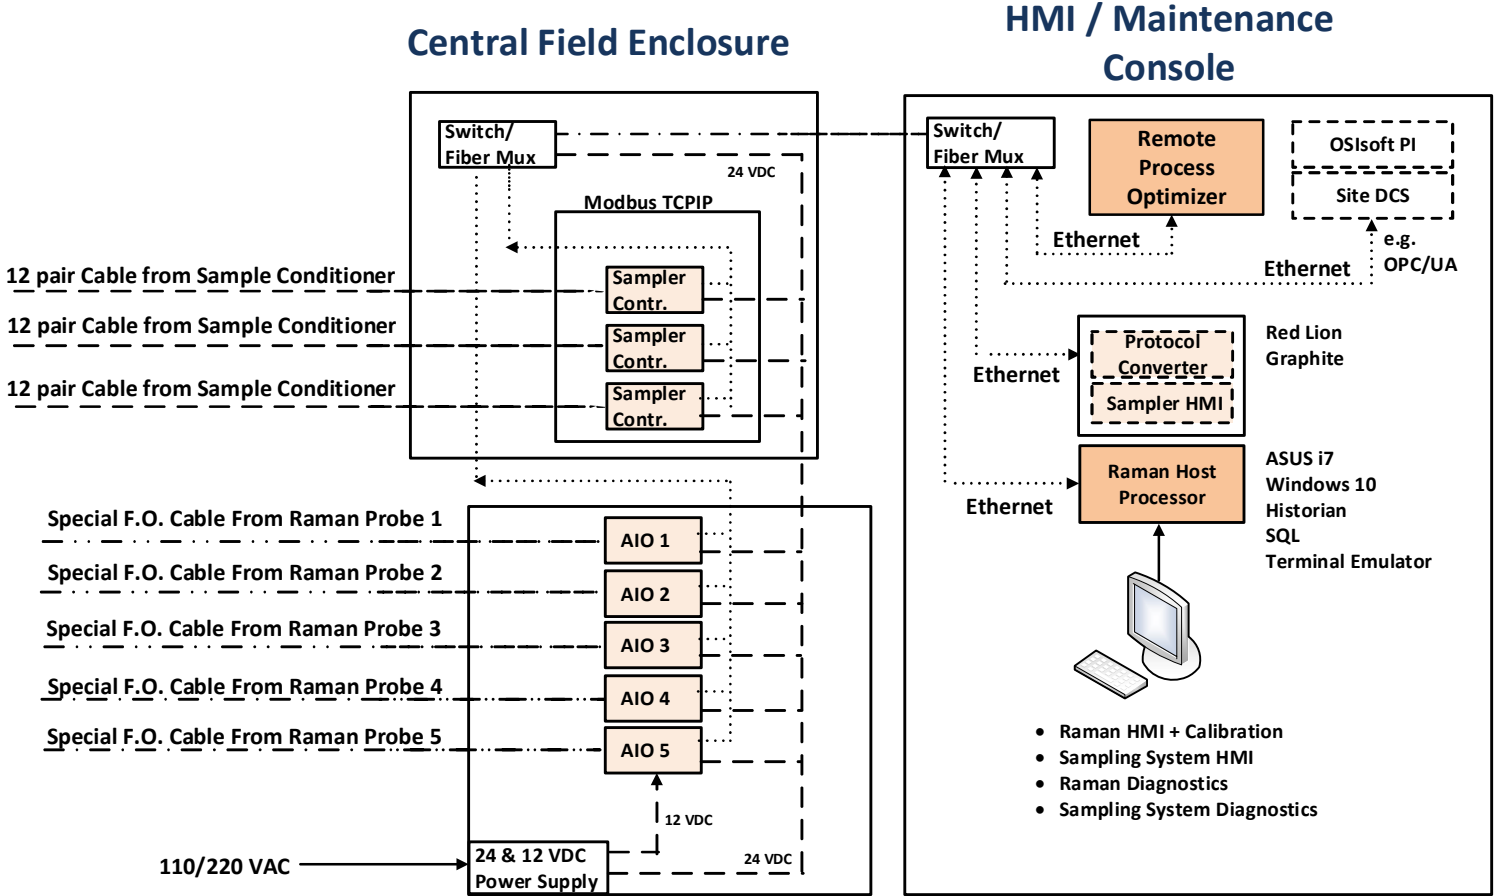 Central Field Enclosure
HMI / Maintenance
Console
Switch/
Fiber Mux
24 VDC
Modbus TCPIP
12 pair Cable from Sample Conditioner
Sampler
Contr.
12 pair Cable from Sample Conditioner
Sampler
Contr.
12 pair Cable from Sample Conditioner
Sampler
Contr.
Special F.O. Cable From Raman Probe 1
AIO 1
Special F.O. Cable From Raman Probe 2
AIO 2
Special F.O. Cable From Raman Probe 3
AIO 3
Special F.O. Cable From Raman Probe 4
AIO 4
Special F.O. Cable From Raman Probe 5
AIO 5
12 VDC
110/220 VAC
24 & 12 VDC
Power Supply
24 VDC
Switch/
Fiber Mux
Remote
Process
Optimizer
OSIsoft PI
Site DCS
Ethernet
Ethernet
e.g.
OPC/UA
Protocol
Converter
Sampler HMI
Red Lion
Graphite
Ethernet
Raman Host
Processor
Ethernet
ASUS i7
Windows 10
Historian
SQL
Terminal Emulator
• Raman HMI + Calibration
• Sampling System HMI
• Raman Diagnostics
• Sampling System Diagnostics